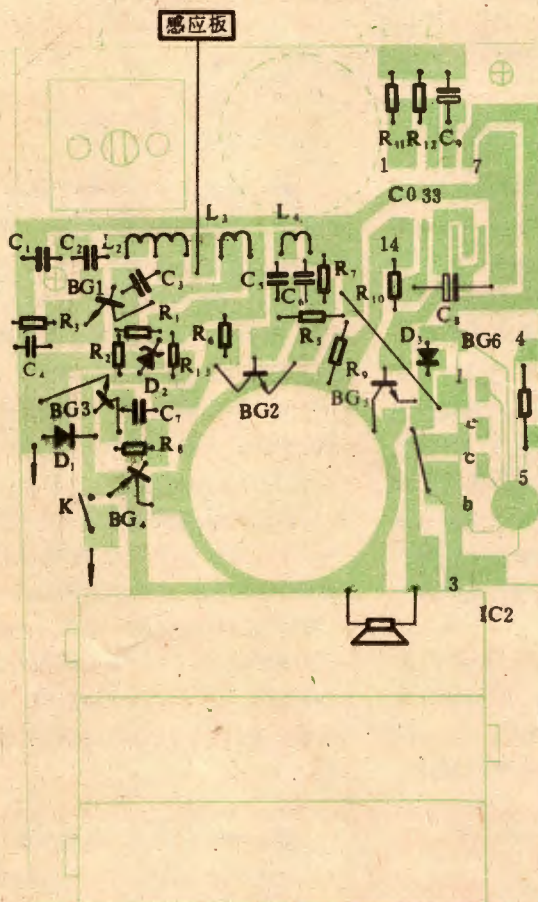 感应板
R₁₁ R₁₂ C₉
1 7
C033
L₃ L₄
C₁ C₂ L₂
14
C₃ R₇
BG1 C₅ C₆ R₁₀
R₃ R₁ C₈
R₆ R₅ D₃ BG6 4
C₄ R₂ D₂ R₁₃ R₉
1
BG3 C₇ BG2 BG₅
e
D₁ R₈ c
5
K BG₄ b
3
IC2